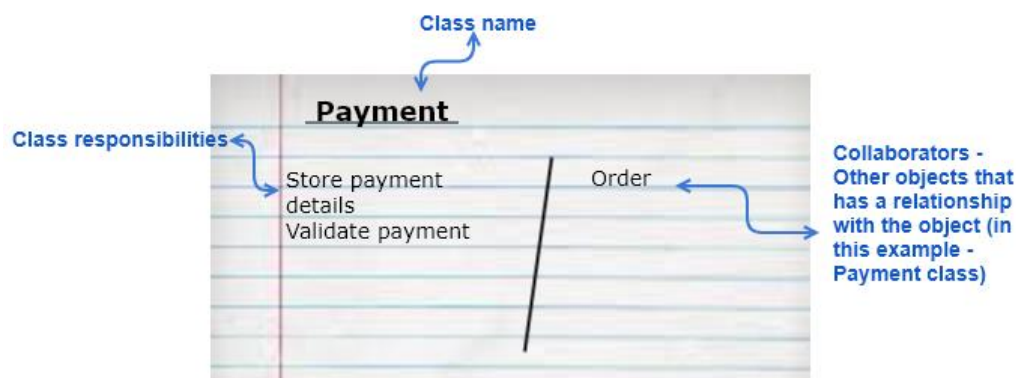 Class name
Payment
Class responsibilities
Store payment
details
Validate payment
Order
Collaborators -
Other objects that
has a relationship
with the object (in
this example -
Payment class)